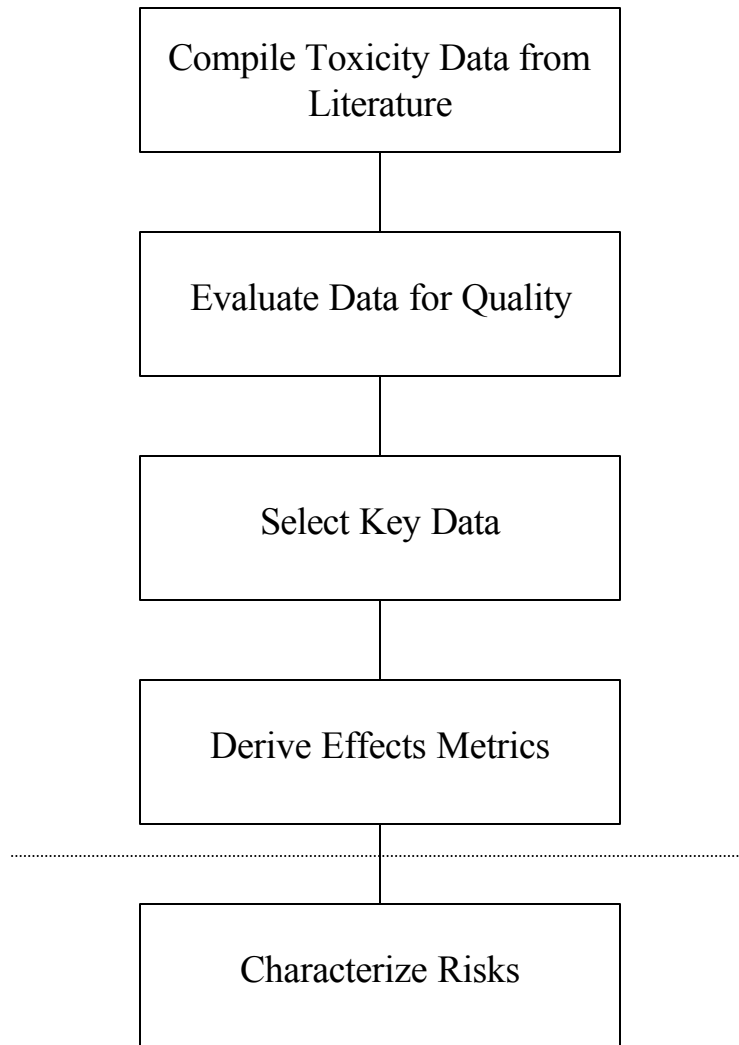 Compile Toxicity Data from
Literature
Evaluate Data for Quality
Select Key Data
Derive Effects Metrics
Characterize Risks